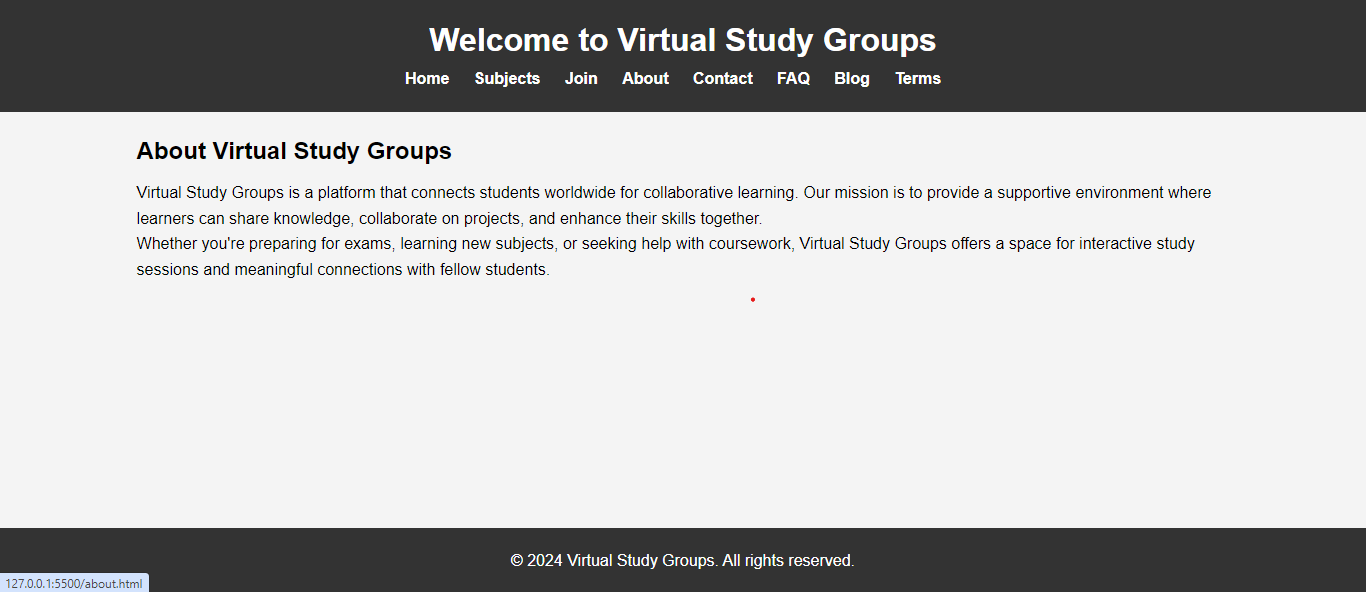 Welcome to Virtual Study Groups
Home Subjects Join About Contact FAQ Blog Terms
About Virtual Study Groups
Virtual Study Groups is a platform that connects students worldwide for collaborative learning. Our mission is to provide a supportive environment where
learners can share knowledge, collaborate on projects, and enhance their skills together.
Whether you're preparing for exams, learning new subjects, or seeking help with coursework, Virtual Study Groups offers a space for interactive study
sessions and meaningful connections with fellow students.
© 2024 Virtual Study Groups. All rights reserved.
127.0.0.1:5500/about.html